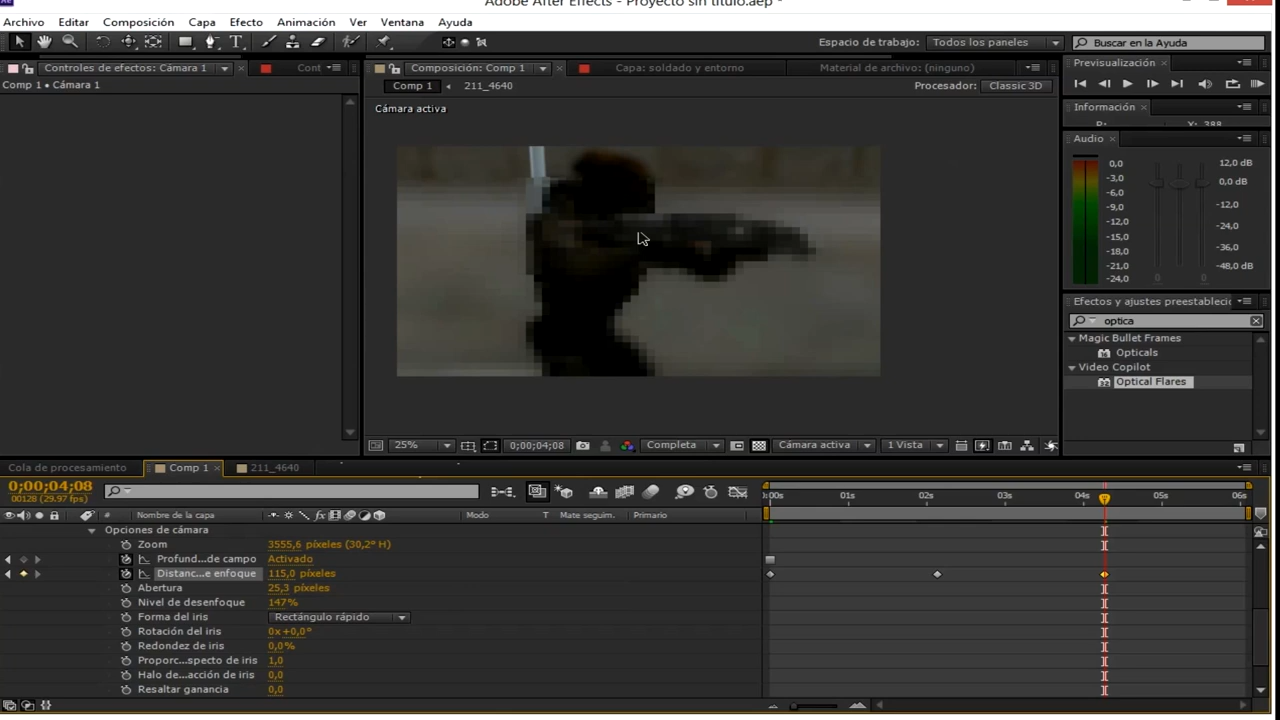 Adobe After Effects - Proyecto sin título.aep *
Archivo Editar Composición Capa Efecto Animación Ver Ventana Ayuda
Espacio de trabajo: Todos los paneles Buscar en la Ayuda
Controles de efectos: Cámara 1 Cont Composición: Comp 1 Capa: soldado y entorno Material de archivo: (ninguno) Previsualización
Comp 1 • Cámara 1 Comp 1 211_4640 Procesador: Classic 3D
Cámara activa Información
Y: 388
Audio
0,0 12,0 dB
-3,0 0,0 dB
-6,0
-9,0 -12,0
-12,0
-15,0 -24,0
-18,0 -36,0
-21,0 -48,0 dB
-24,0 0 0
Efectos y ajustes preestableci
optica
Magic Bullet Frames
Opticals
Video Copilot
Optical Flares
25% 0;00;04;08 Completa Cámara activa 1 Vista
Cola de procesamiento Comp 1 211_4640
0;00;04;08
00128 (29.97 fps) 0:00s 01s 02s 03s 04s 05s 06s
# Nombre de la capa fx Modo T Mate seguim. Primario
Opciones de cámara
Zoom 3555,6 píxeles (30,2° H)
Profund...de campo Activado
Distanc...e enfoque 115,0 píxeles
Abertura 25,3 píxeles
Nivel de desenfoque 147%
Forma del iris Rectángulo rápido
Rotación del iris 0x+0,0°
Redondez de iris 0,0%
Proporc...specto de iris 1,0
Halo de...acción de iris 0,0
Resaltar ganancia 0,0